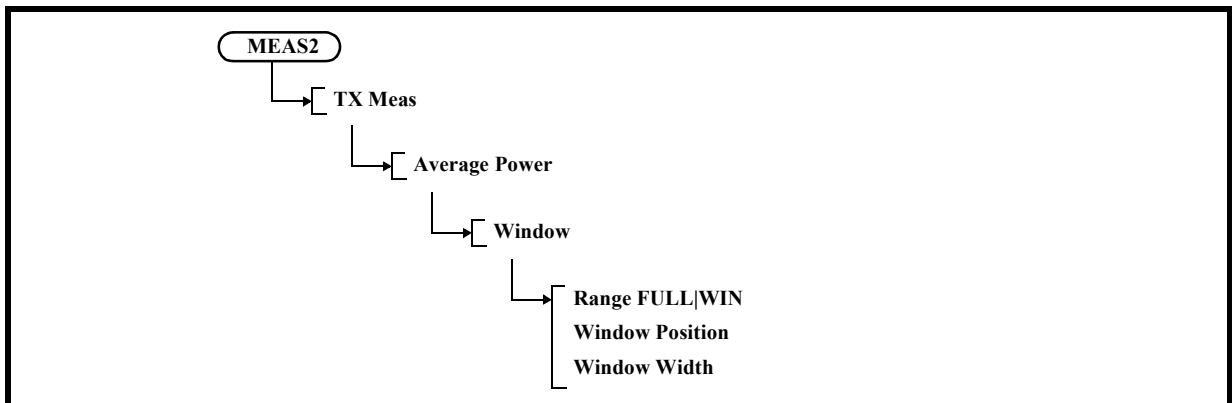 MEAS2
TX Meas
Average Power
Window
Range FULL|WIN
Window Position
Window Width